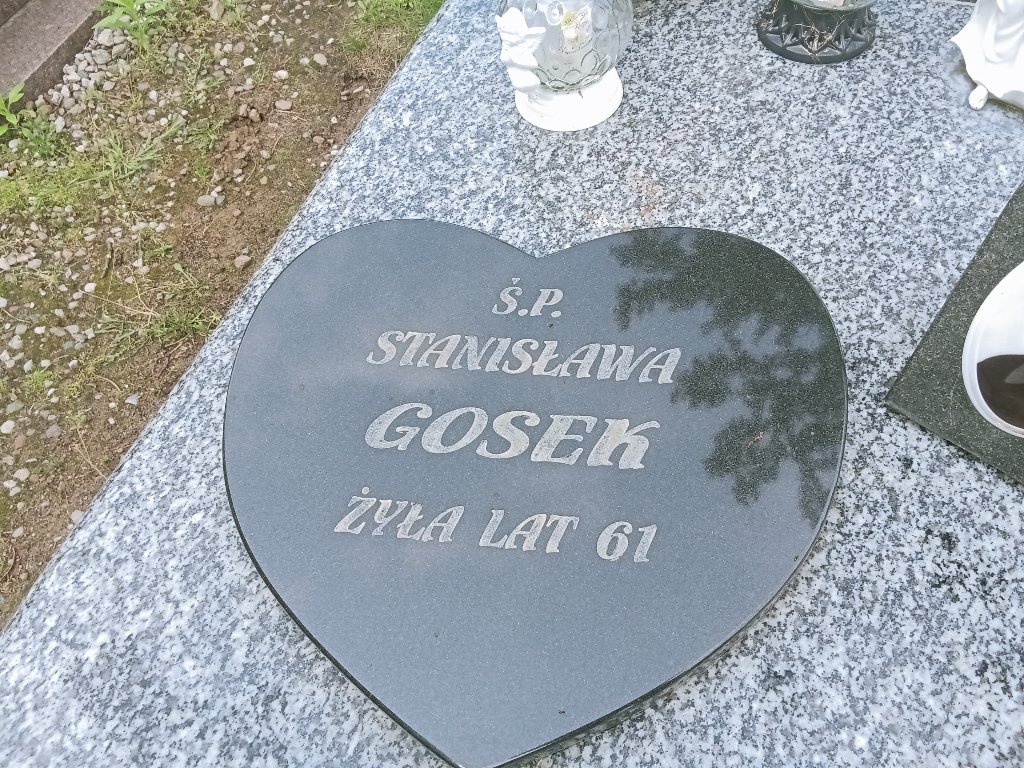 Ś.P.
STANISŁAWA
GOSEK
ŻYŁA LAT 61